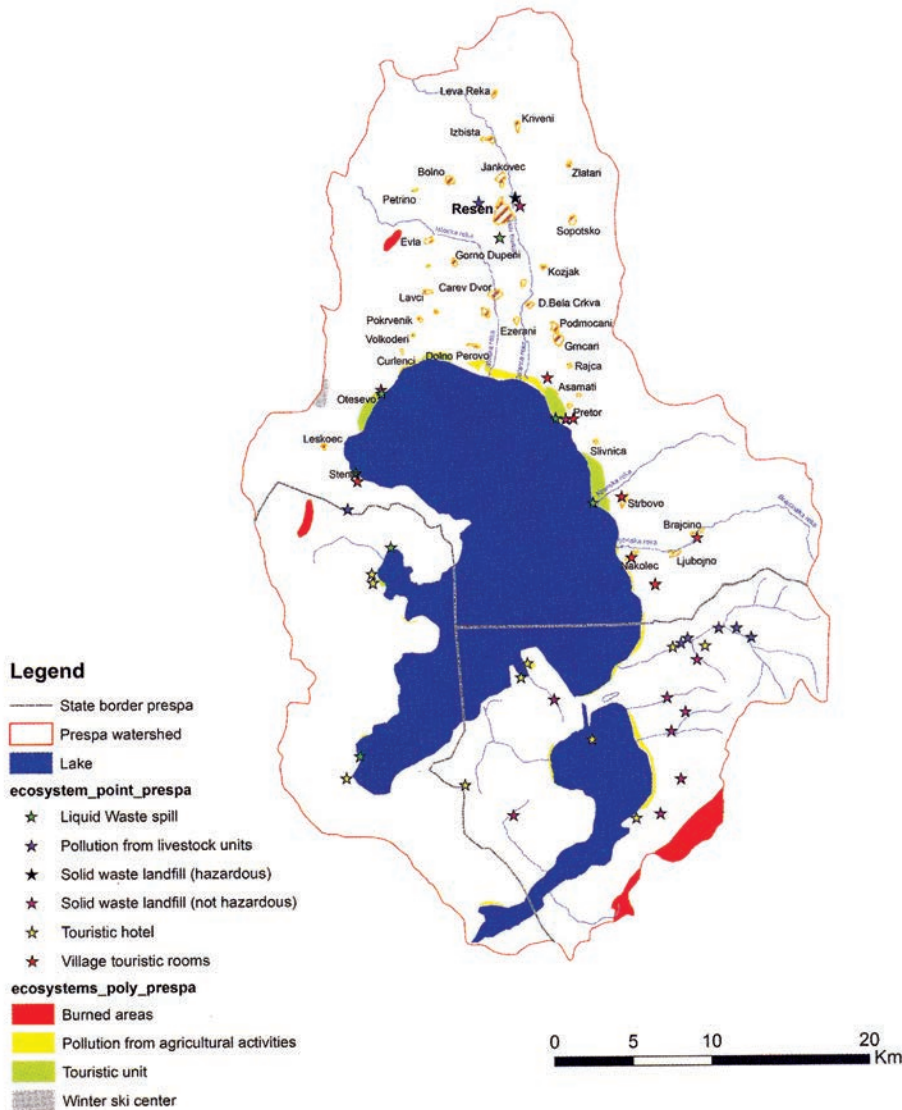 Leva Reka
Kriveni
Izbista
Jankovec
Zlatari
Bolno
Petrino
Resen
Sopotsko
Evla
Gorno Dupeni
Kozjak
Carev Dvor
Lavci
D.Bela Crkva
Pokrvenik
Ezerani
Podmocani
Volkoderi
Grncari
Dolno Perovo
Curlenci
Rajca
Asamati
Otesevo
Pretor
Leskoec
Slivnica
Strbovo
Brajcino
Nakolec
Ljubojno
Legend
State border prespa
Prespa watershed
Lake
ecosystem_point_prespa
Liquid Waste spill
Pollution from livestock units
Solid waste landfill (hazardous)
Solid waste landfill (not hazardous)
Touristic hotel
Village touristic rooms
ecosystems_poly_prespa
Burned areas
Pollution from agricultural activities
Touristic unit
Winter ski center
0 5 10 20
Km